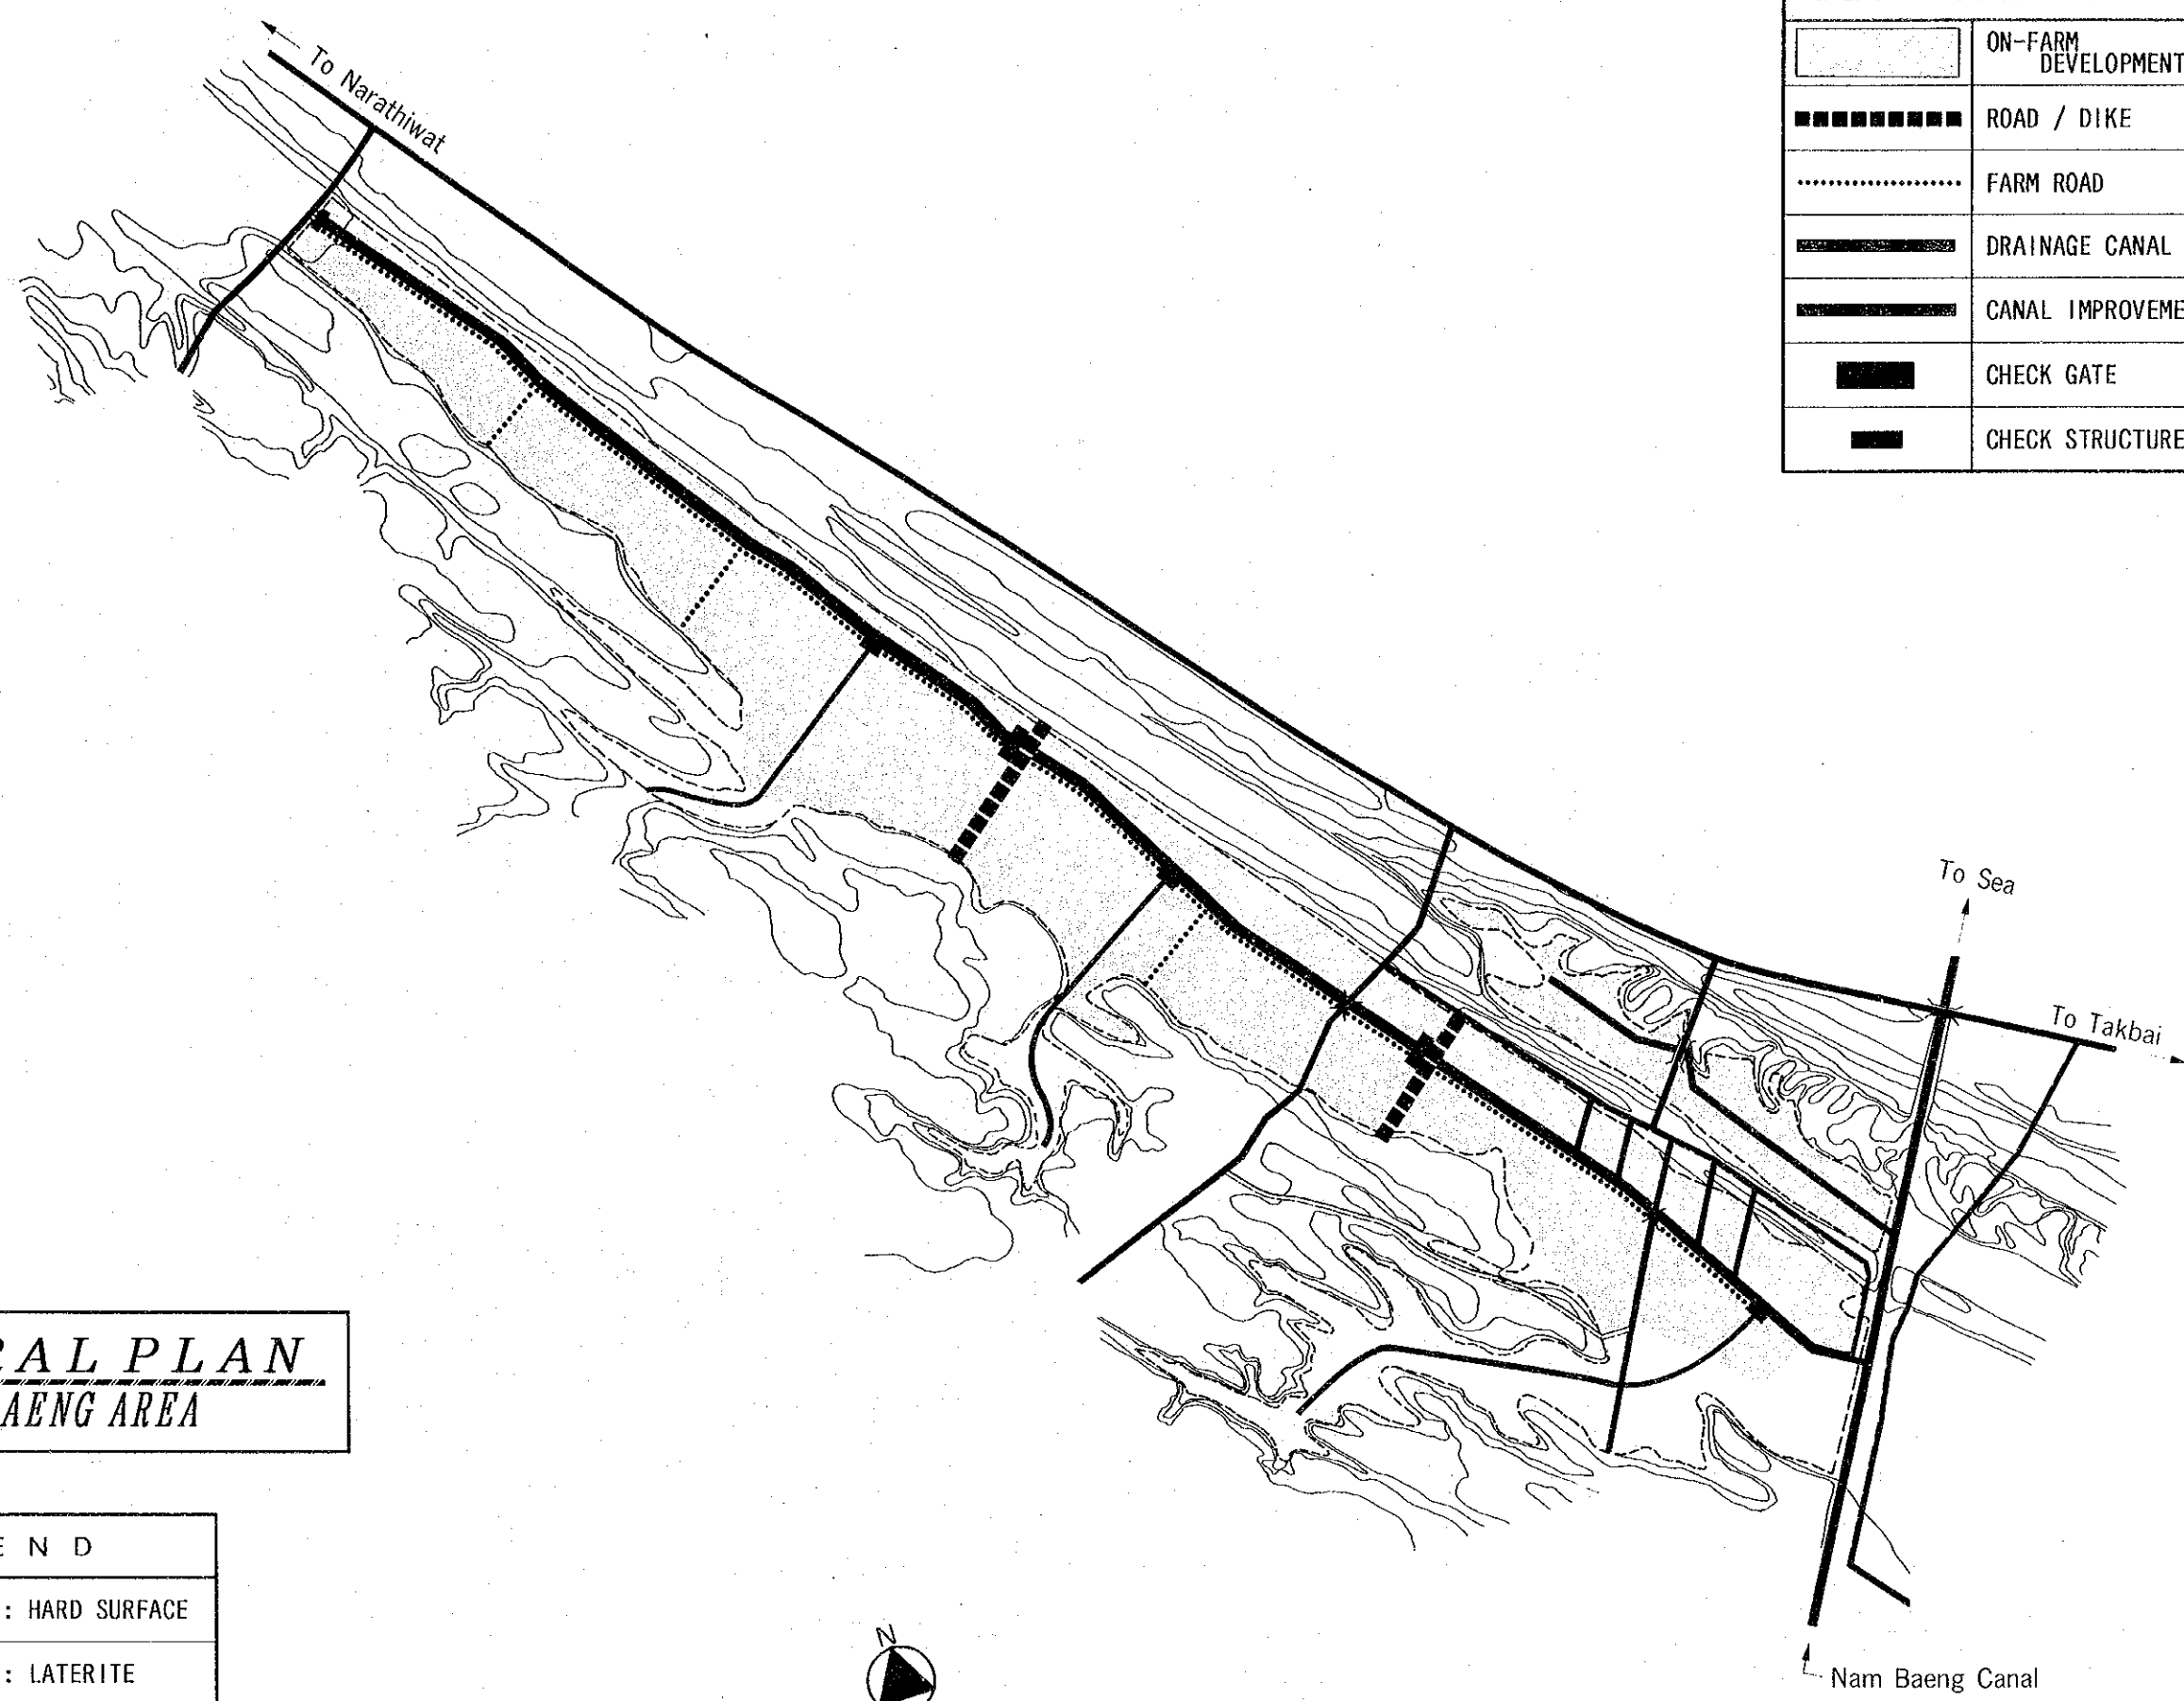 To Narathiwat
ON-FARM
DEVELOPMENT
ROAD / DIKE
FARM ROAD
DRAINAGE CANAL
CANAL IMPROVEME
CHECK GATE
CHECK STRUCTURE
To Sea
To Takbai
RAL PLAN
AENG AREA
E N D
: HARD SURFACE
: LATERITE
N
Nam Baeng Canal